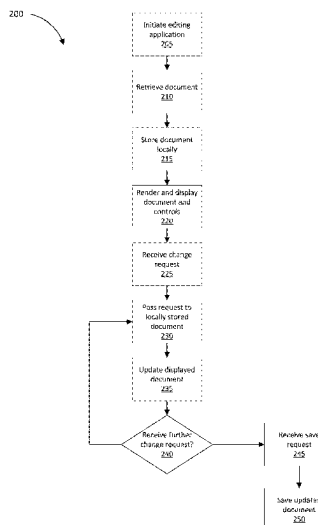 200
Initiate editing
application
205
Retrieve document
210
Store document
locally
215
Render and display
document and
controls
220
Receive change
request
225
Pass request to
locally stored
document
230
Update displayed
document
235
Receive further
change request?
240
Receive save
request
245
Save update
document
250